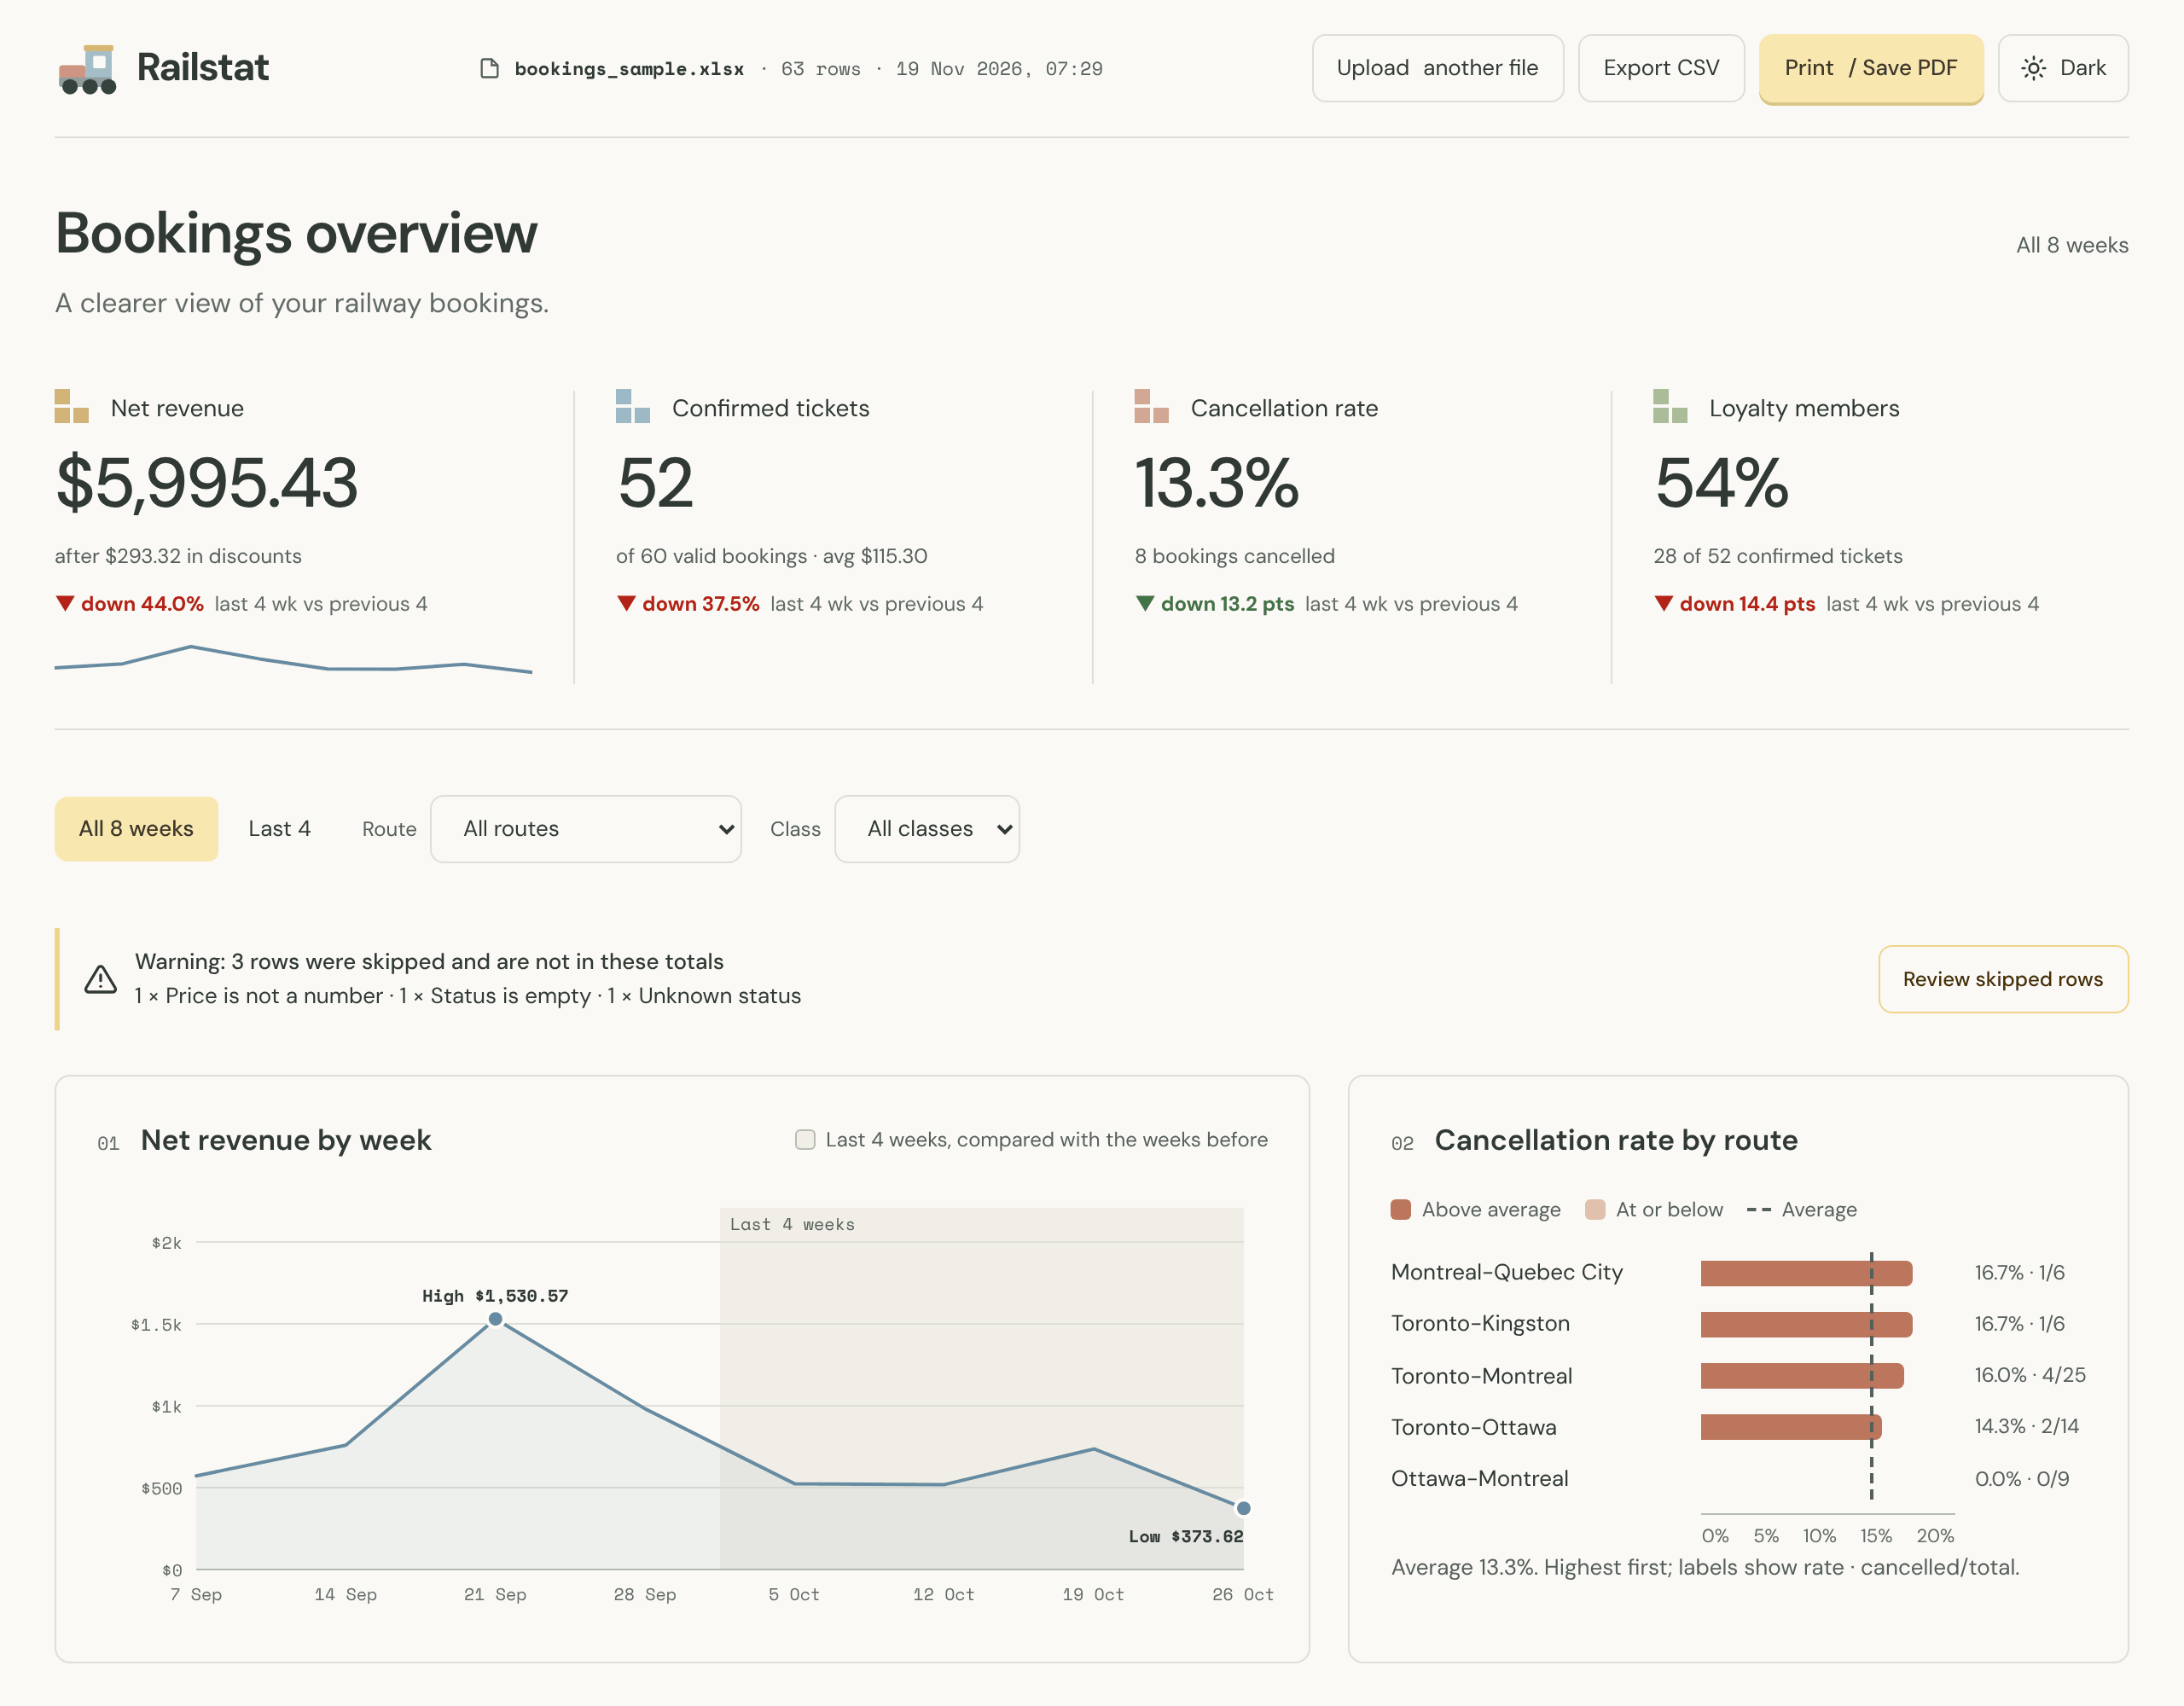 Railstat
bookings_sample.xlsx · 63 rows · 19 Nov 2026, 07:29
Upload another file
Export CSV
Print / Save PDF
Dark
Bookings overview
All 8 weeks
A clearer view of your railway bookings.
Net revenue
$5,995.43
after $293.32 in discounts
▼ down 44.0% last 4 wk vs previous 4
Confirmed tickets
52
of 60 valid bookings · avg $115.30
▼ down 37.5% last 4 wk vs previous 4
Cancellation rate
13.3%
8 bookings cancelled
▼ down 13.2 pts last 4 wk vs previous 4
Loyalty members
54%
28 of 52 confirmed tickets
▼ down 14.4 pts last 4 wk vs previous 4
All 8 weeks
Last 4
Route
All routes
Class
All classes
Warning: 3 rows were skipped and are not in these totals
1 × Price is not a number · 1 × Status is empty · 1 × Unknown status
Review skipped rows
01 Net revenue by week
Last 4 weeks, compared with the weeks before
Last 4 weeks
$2k
High $1,530.57
$1.5k
$1k
$500
Low $373.62
$0
7 Sep 14 Sep 21 Sep 28 Sep 5 Oct 12 Oct 19 Oct 26 Oct
02 Cancellation rate by route
Above average At or below Average
Montreal–Quebec City 16.7% · 1/6
Toronto–Kingston 16.7% · 1/6
Toronto–Montreal 16.0% · 4/25
Toronto–Ottawa 14.3% · 2/14
Ottawa–Montreal 0.0% · 0/9
0% 5% 10% 15% 20%
Average 13.3%. Highest first; labels show rate · cancelled/total.